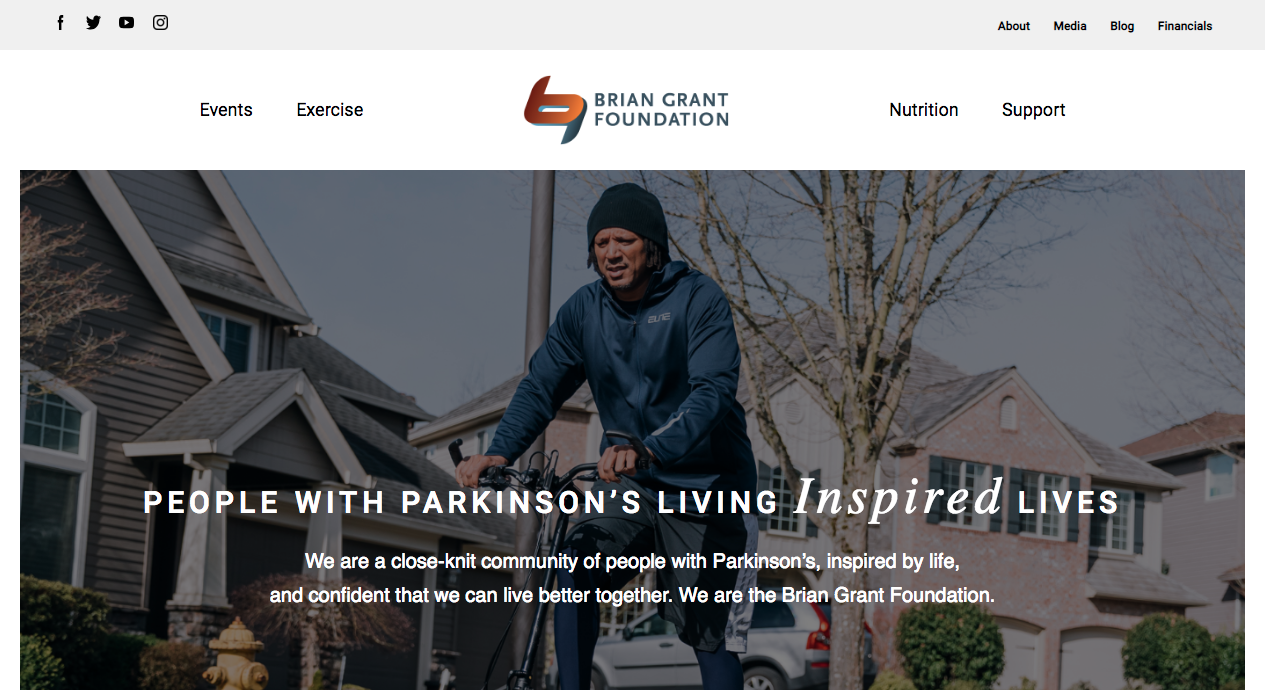 About Media Blog Financials
Events Exercise
BRIAN GRANT
FOUNDATION
Nutrition Support
PEOPLE WITH PARKINSON’S LIVING Inspired LIVES
We are a close-knit community of people with Parkinson’s, inspired by life,
and confident that we can live better together. We are the Brian Grant Foundation.